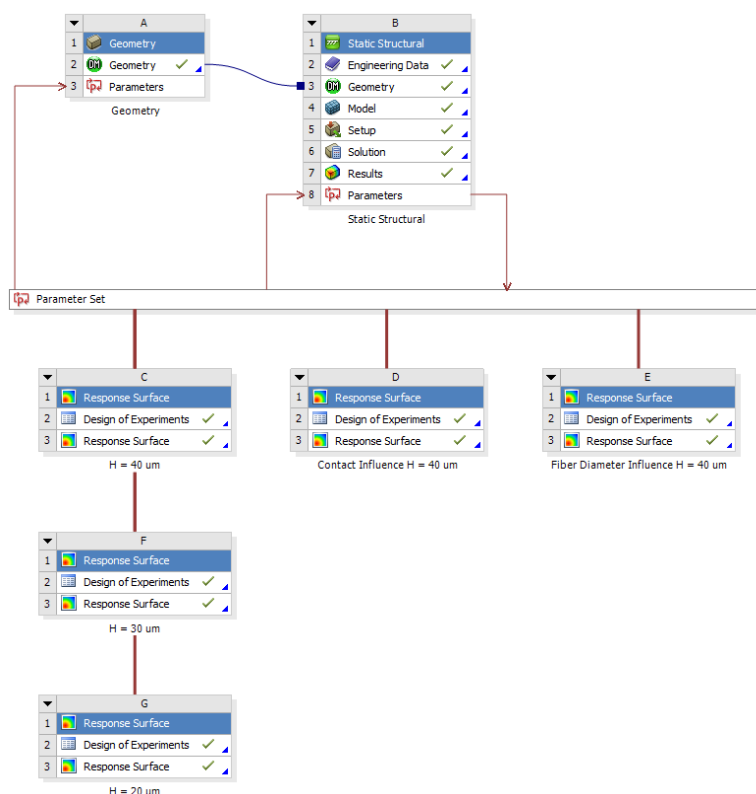 A
1 Geometry
2 DM Geometry
3 Parameters
Geometry
B
1 Static Structural
2 Engineering Data
3 DM Geometry
4 Model
5 Setup
6 Solution
7 Results
8 Parameters
Static Structural
Parameter Set
C
1 Response Surface
2 Design of Experiments
3 Response Surface
H = 40 um
D
1 Response Surface
2 Design of Experiments
3 Response Surface
Contact Influence H = 40 um
E
1 Response Surface
2 Design of Experiments
3 Response Surface
Fiber Diameter Influence H = 40 um
F
1 Response Surface
2 Design of Experiments
3 Response Surface
H = 30 um
G
1 Response Surface
2 Design of Experiments
3 Response Surface
H = 20 um